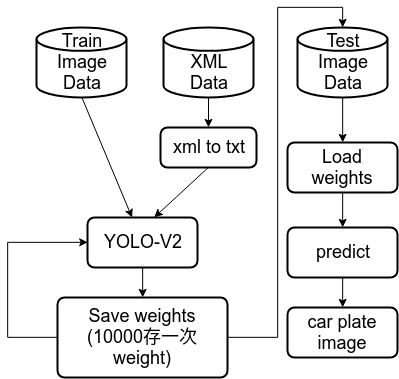 Train
Image
Data
XML
Data
xml to txt
YOLO-V2
Save weights
(10000存一次
weight)
Test
Image
Data
Load
weights
predict
car plate
image